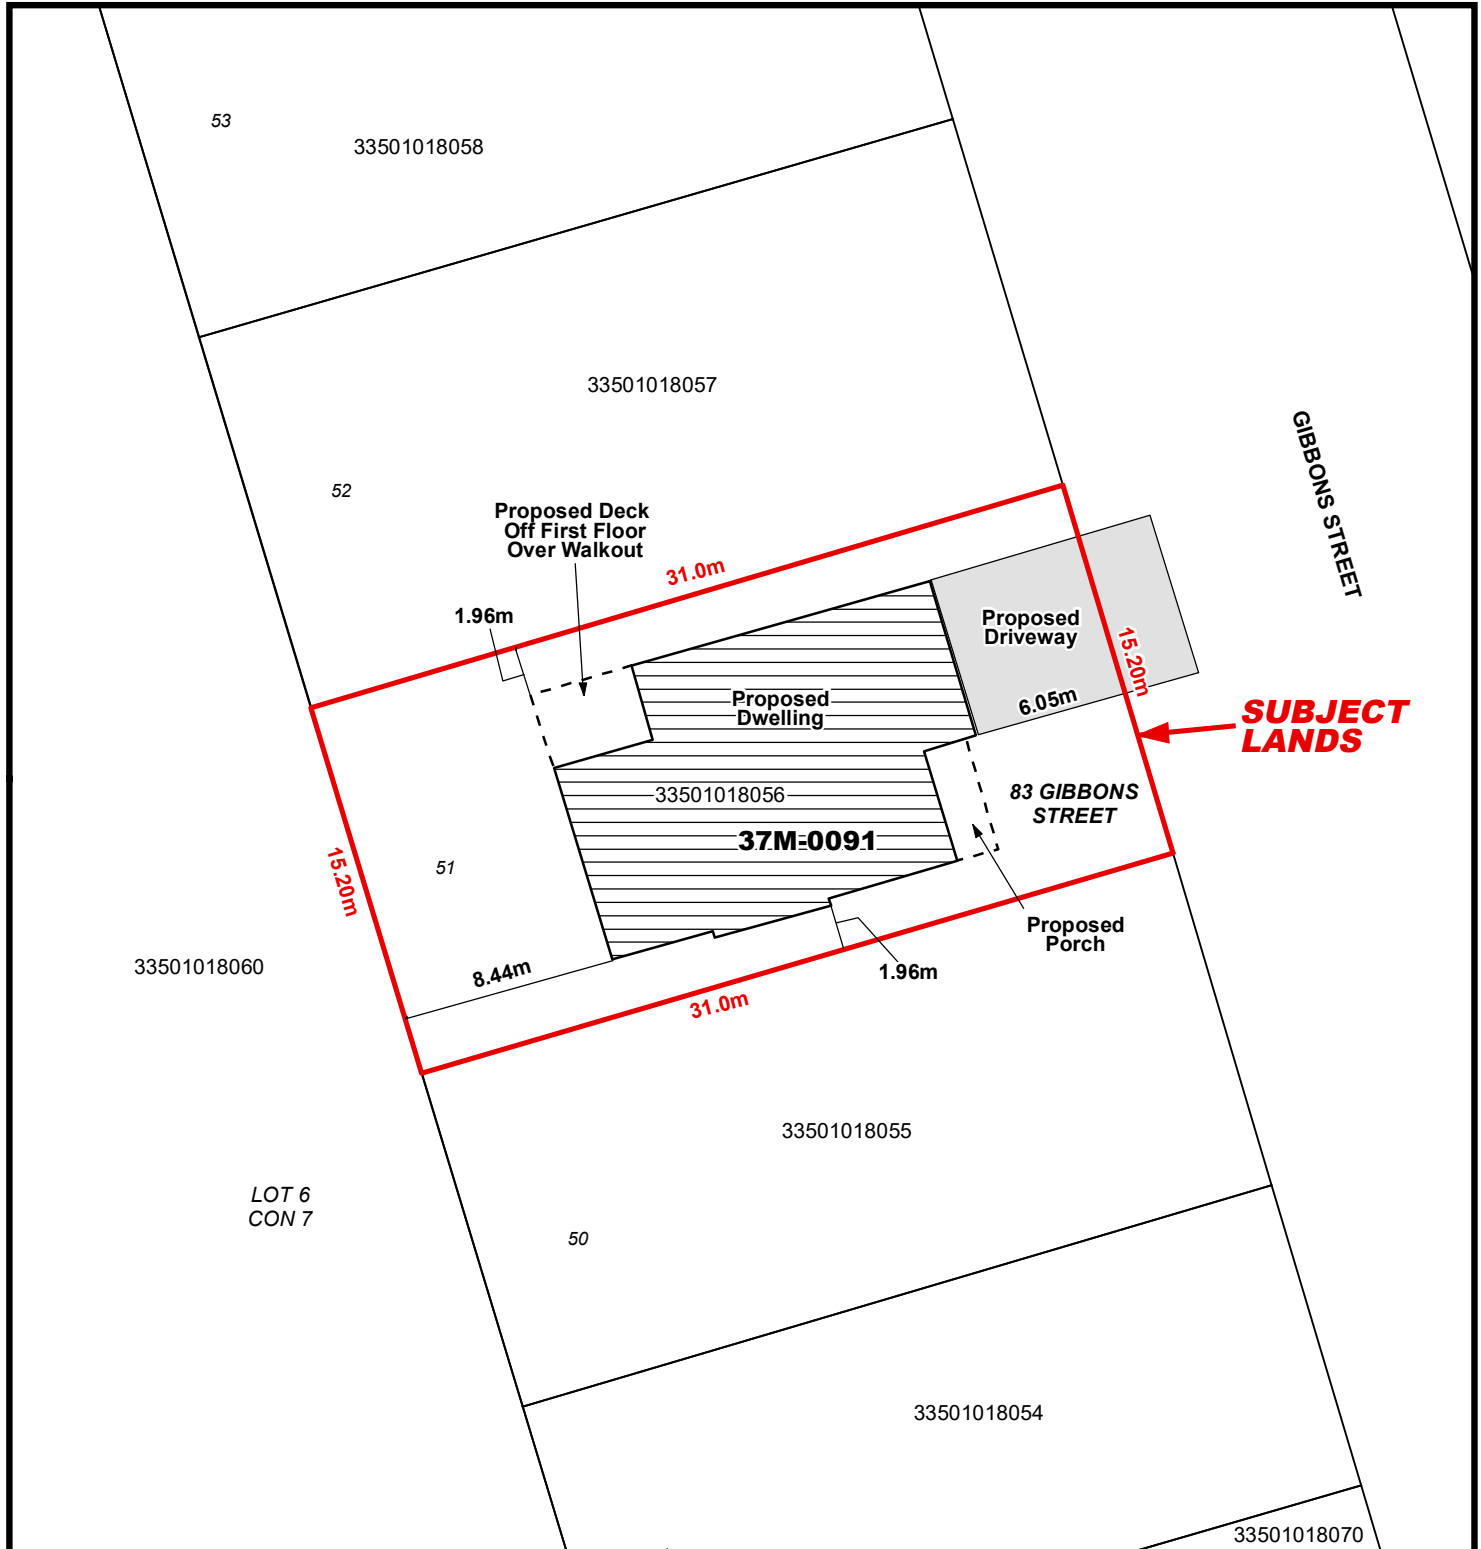 53
33501018058
33501018057
GIBBONS STREET
52
Proposed Deck
Off First Floor
Over Walkout
31.0m
1.96m
Proposed
Driveway
15.20m
6.05m
Proposed
Dwelling
SUBJECT
LANDS
33501018056
83 GIBBONS
STREET
37M-0091
51
15.20m
Proposed
Porch
33501018060
8.44m
1.96m
31.0m
33501018055
LOT 6
CON 7
50
33501018054
33501018070